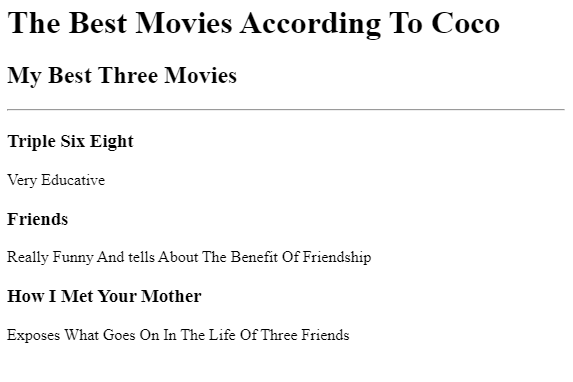 The Best Movies According To Coco
My Best Three Movies
Triple Six Eight
Very Educative
Friends
Really Funny And tells About The Benefit Of Friendship
How I Met Your Mother
Exposes What Goes On In The Life Of Three Friends